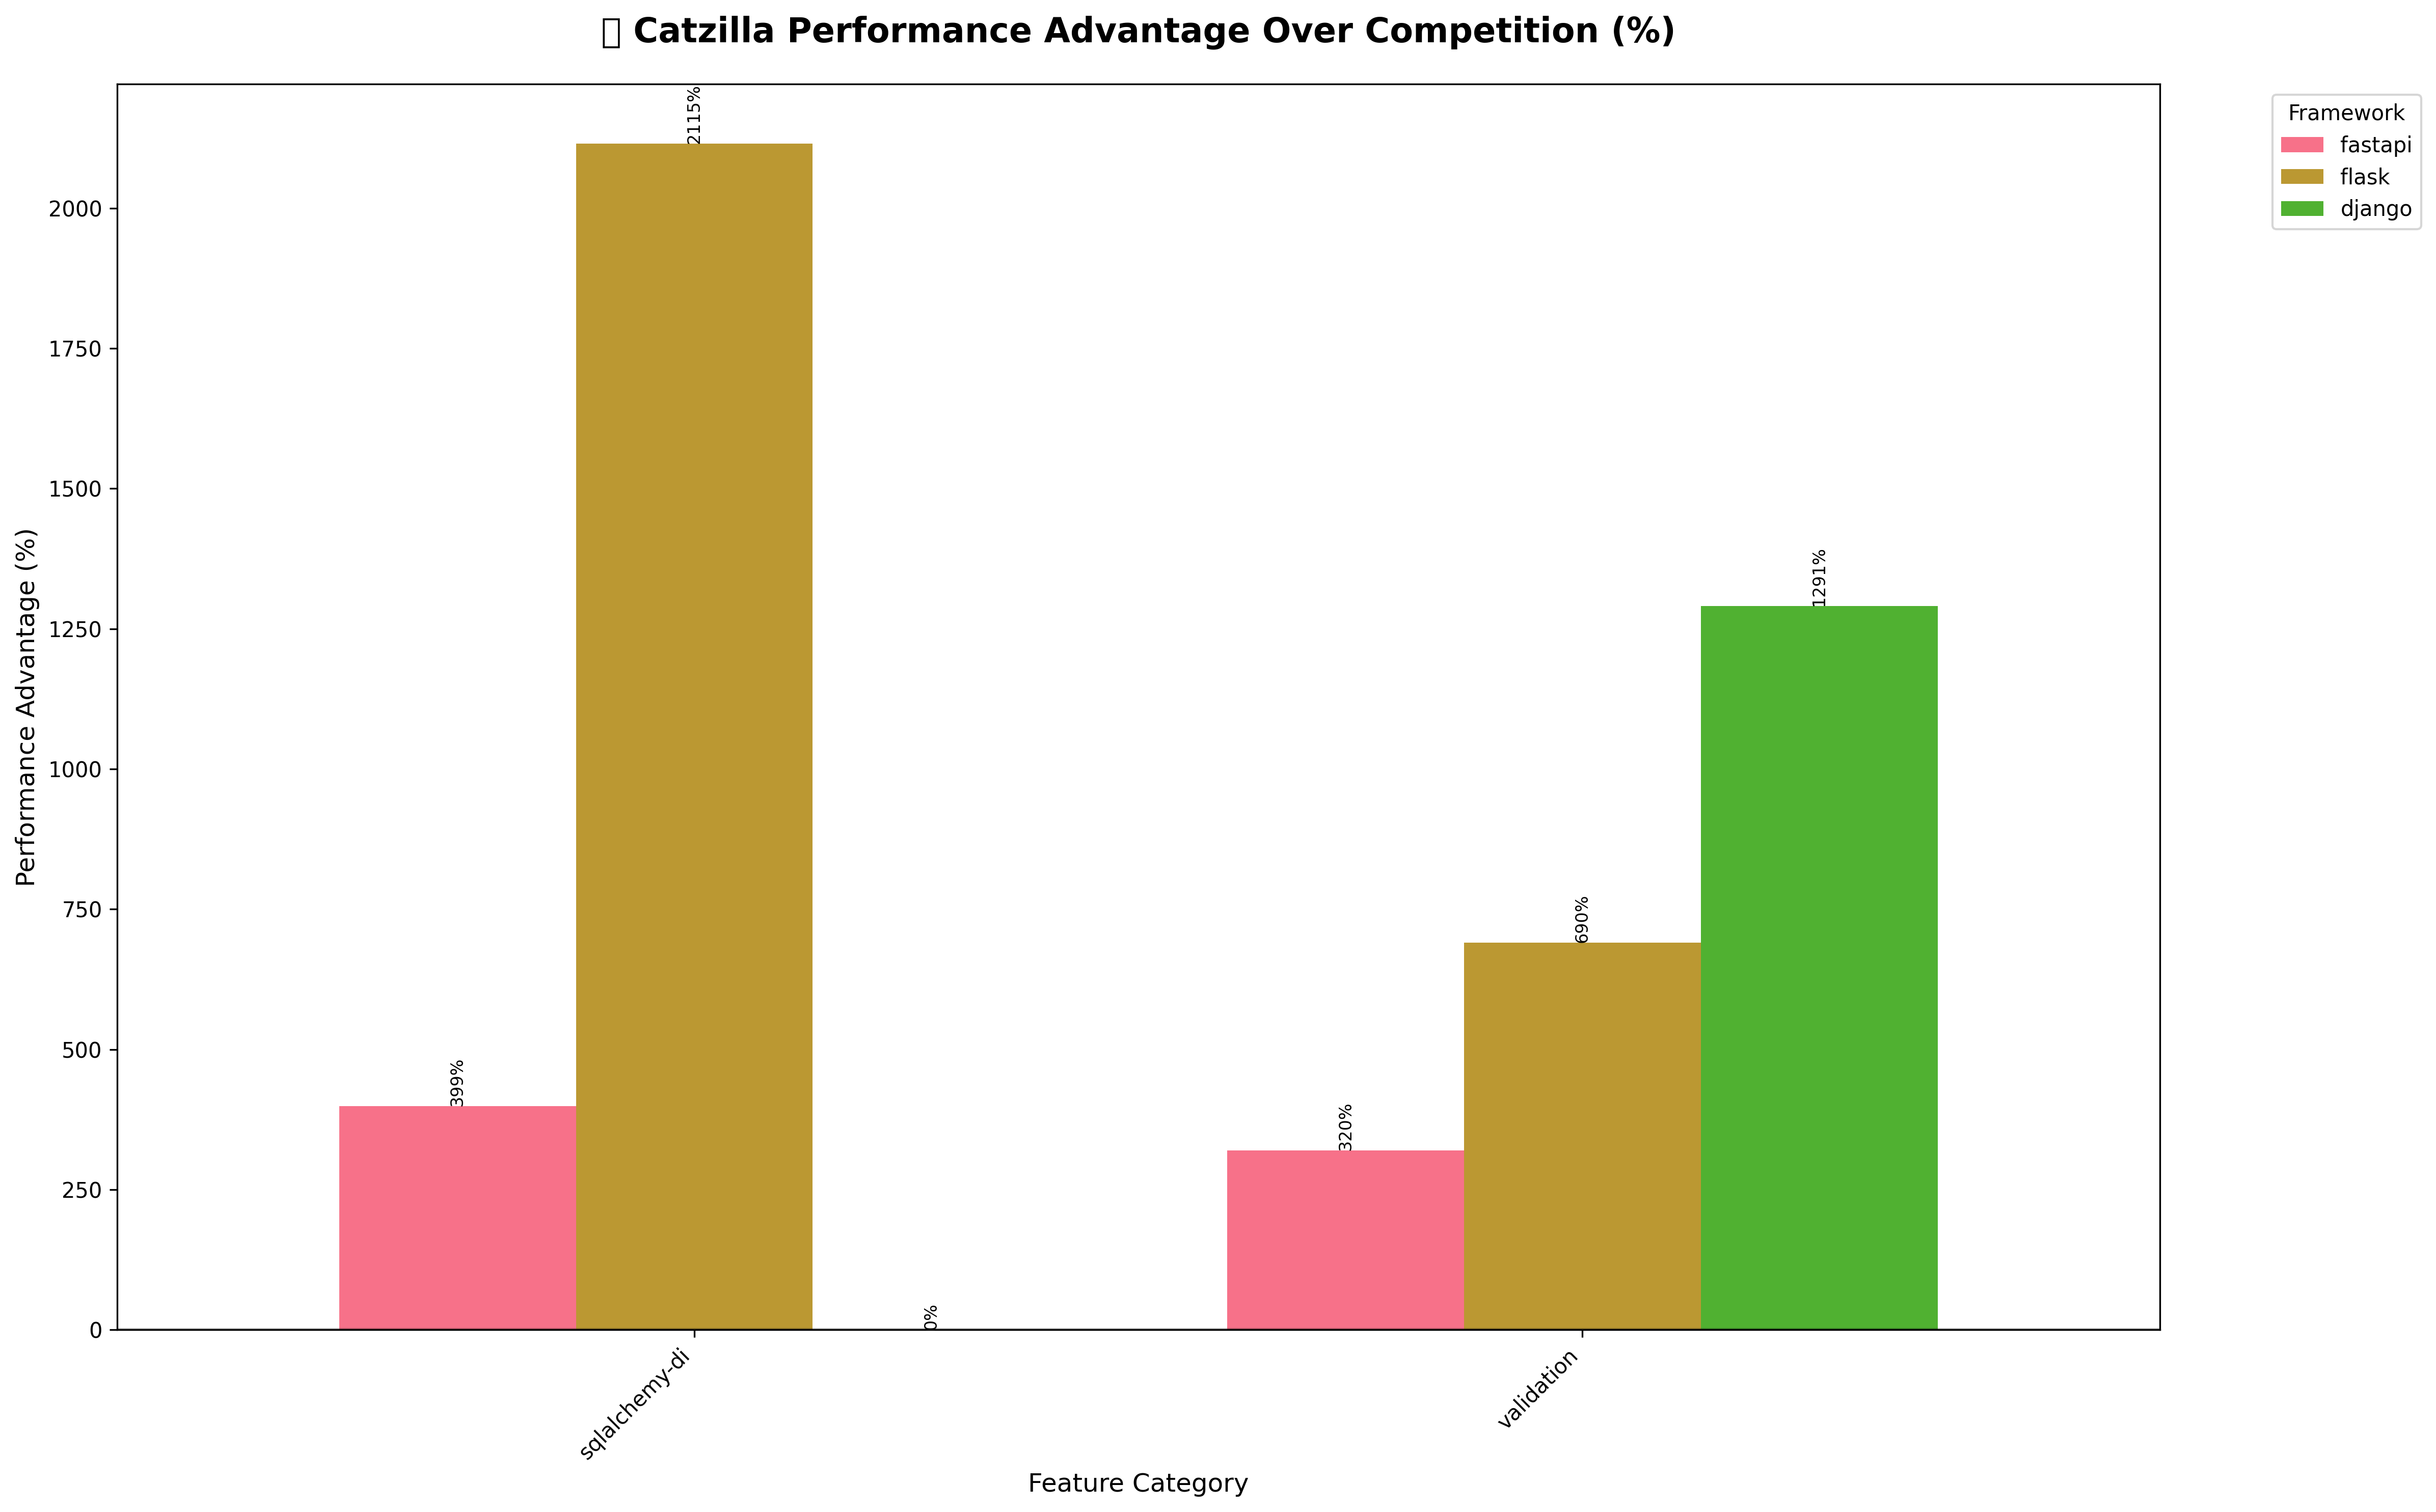 Catzilla Performance Advantage Over Competition (%)
Framework
fastapi
flask
django
Performance Advantage (%)
2000
1750
1500
1250
1000
750
500
250
0
399%
2115%
0%
320%
690%
1291%
sqlalchemy-di
validation
Feature Category